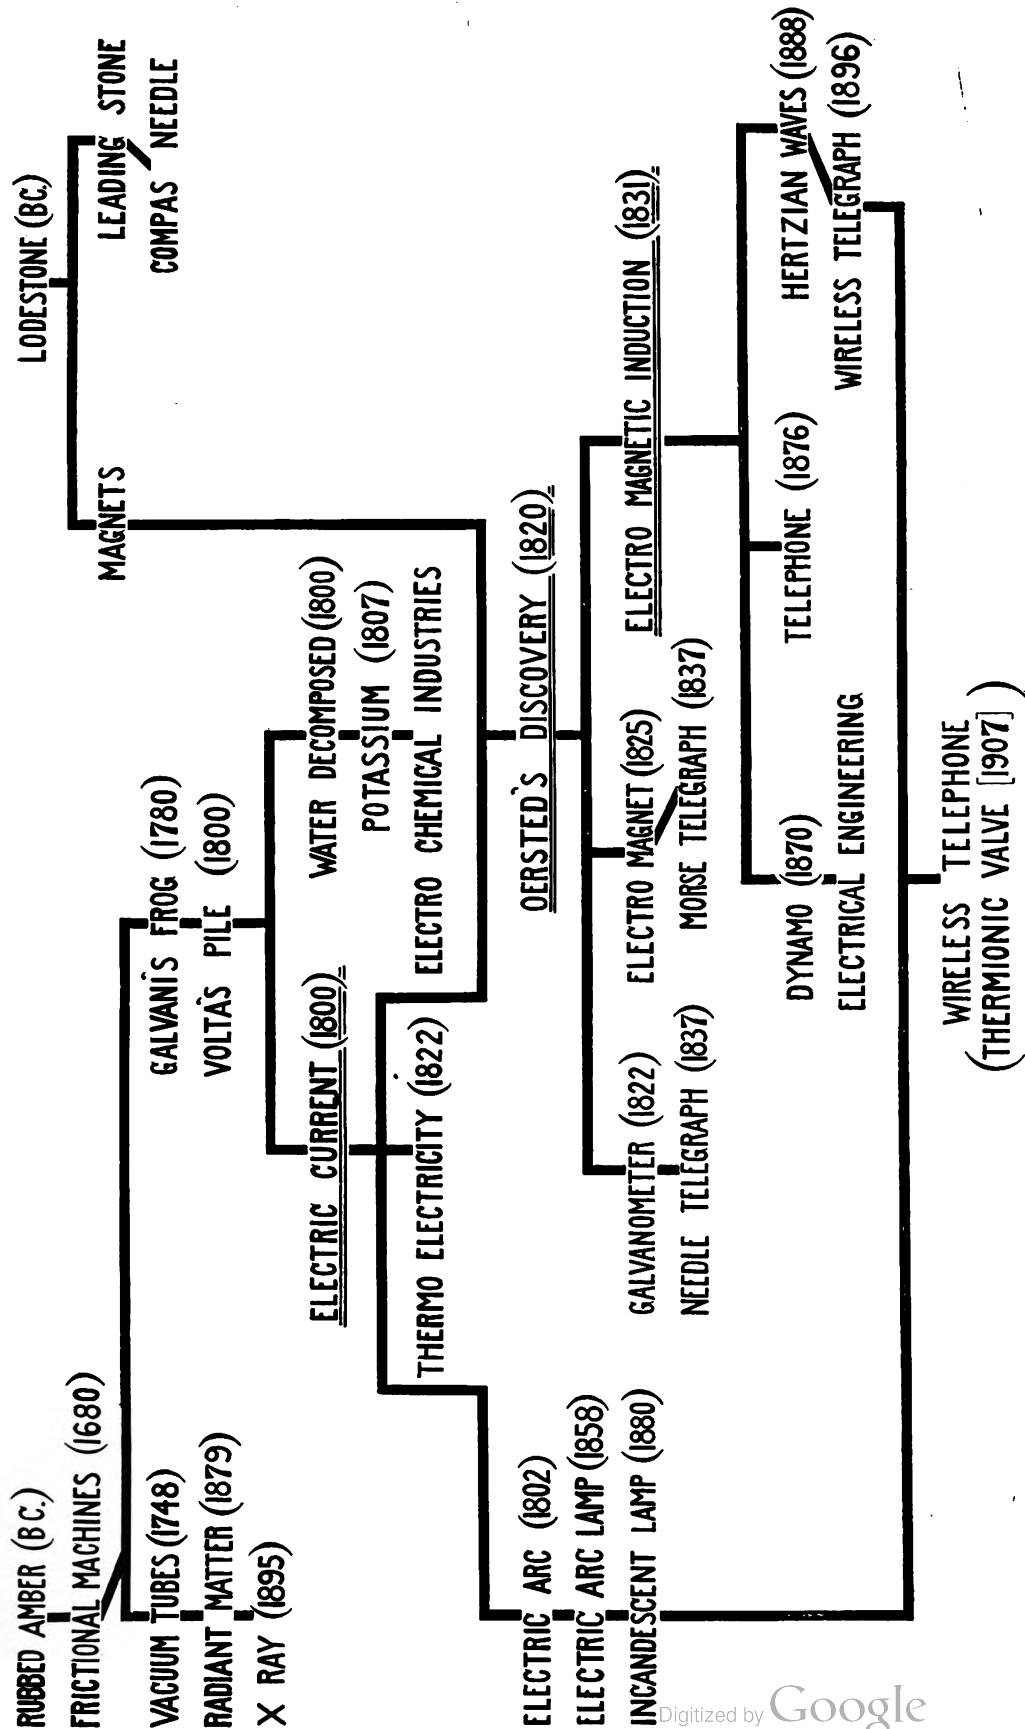 RUBBED AMBER (BC.)
FRICTIONAL MACHINES (1680)
VACUUM TUBES (1748)
RADIANT MATTER (1879)
X RAY (1895)
LODESTONE (BC.)
LEADING STONE
COMPAS NEEDLE
MAGNETS
GALVANI'S FROG (1780)
VOLTA'S PILE (1800)
ELECTRIC CURRENT (1800)
WATER DECOMPOSED (1800)
POTASSIUM (1807)
ELECTRO CHEMICAL INDUSTRIES
THERMO ELECTRICITY (1822)
ELECTRIC ARC (1802)
ELECTRIC ARC LAMP (1858)
INCANDESCENT LAMP (1880)
OERSTED'S DISCOVERY (1820)
GALVANOMETER (1822)
NEEDLE TELEGRAPH (1837)
ELECTRO MAGNET (1825)
MORSE TELEGRAPH (1837)
ELECTRO MAGNETIC INDUCTION (1831)
DYNAMO (1870)
ELECTRICAL ENGINEERING
TELEPHONE (1876)
HERTZIAN WAVES (1888)
WIRELESS TELEGRAPH (1896)
WIRELESS TELEPHONE
(THERMIONIC VALVE [1907])
Digitized by Google